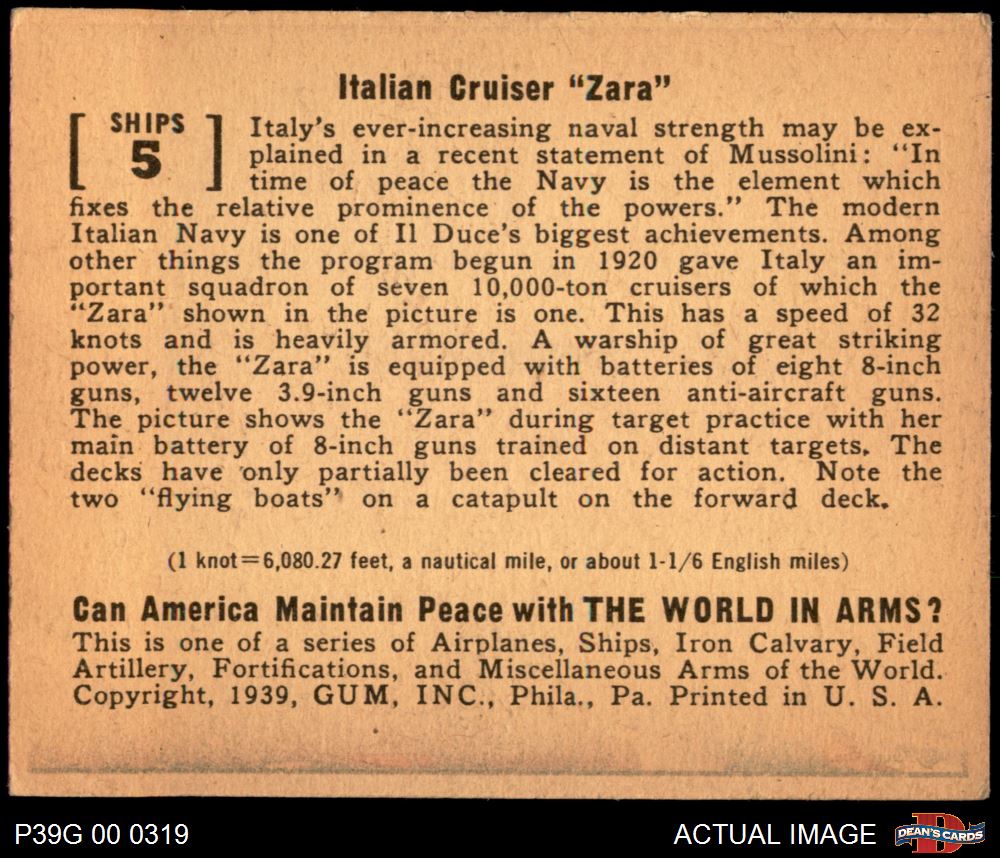 Italian Cruiser "Zara"
[ SHIPS 5 ]
Italy's ever-increasing naval strength may be ex-
plained in a recent statement of Mussolini: "In
time of peace the Navy is the element which
fixes the relative prominence of the powers." The modern
Italian Navy is one of Il Duce's biggest achievements. Among
other things the program begun in 1920 gave Italy an im-
portant squadron of seven 10,000-ton cruisers of which the
"Zara" shown in the picture is one. This has a speed of 32
knots and is heavily armored. A warship of great striking
power, the "Zara" is equipped with batteries of eight 8-inch
guns, twelve 3.9-inch guns and sixteen anti-aircraft guns.
The picture shows the "Zara" during target practice with her
main battery of 8-inch guns trained on distant targets. The
decks have only partially been cleared for action. Note the
two "flying boats" on a catapult on the forward deck.
(1 knot=6,080.27 feet, a nautical mile, or about 1-1/6 English miles)
Can America Maintain Peace with THE WORLD IN ARMS?
This is one of a series of Airplanes, Ships, Iron Calvary, Field
Artillery, Fortifications, and Miscellaneous Arms of the World.
Copyright, 1939, GUM, INC., Phila., Pa. Printed in U. S. A.
P39G 00 0319
ACTUAL IMAGE
D
DEAN'S CARDS